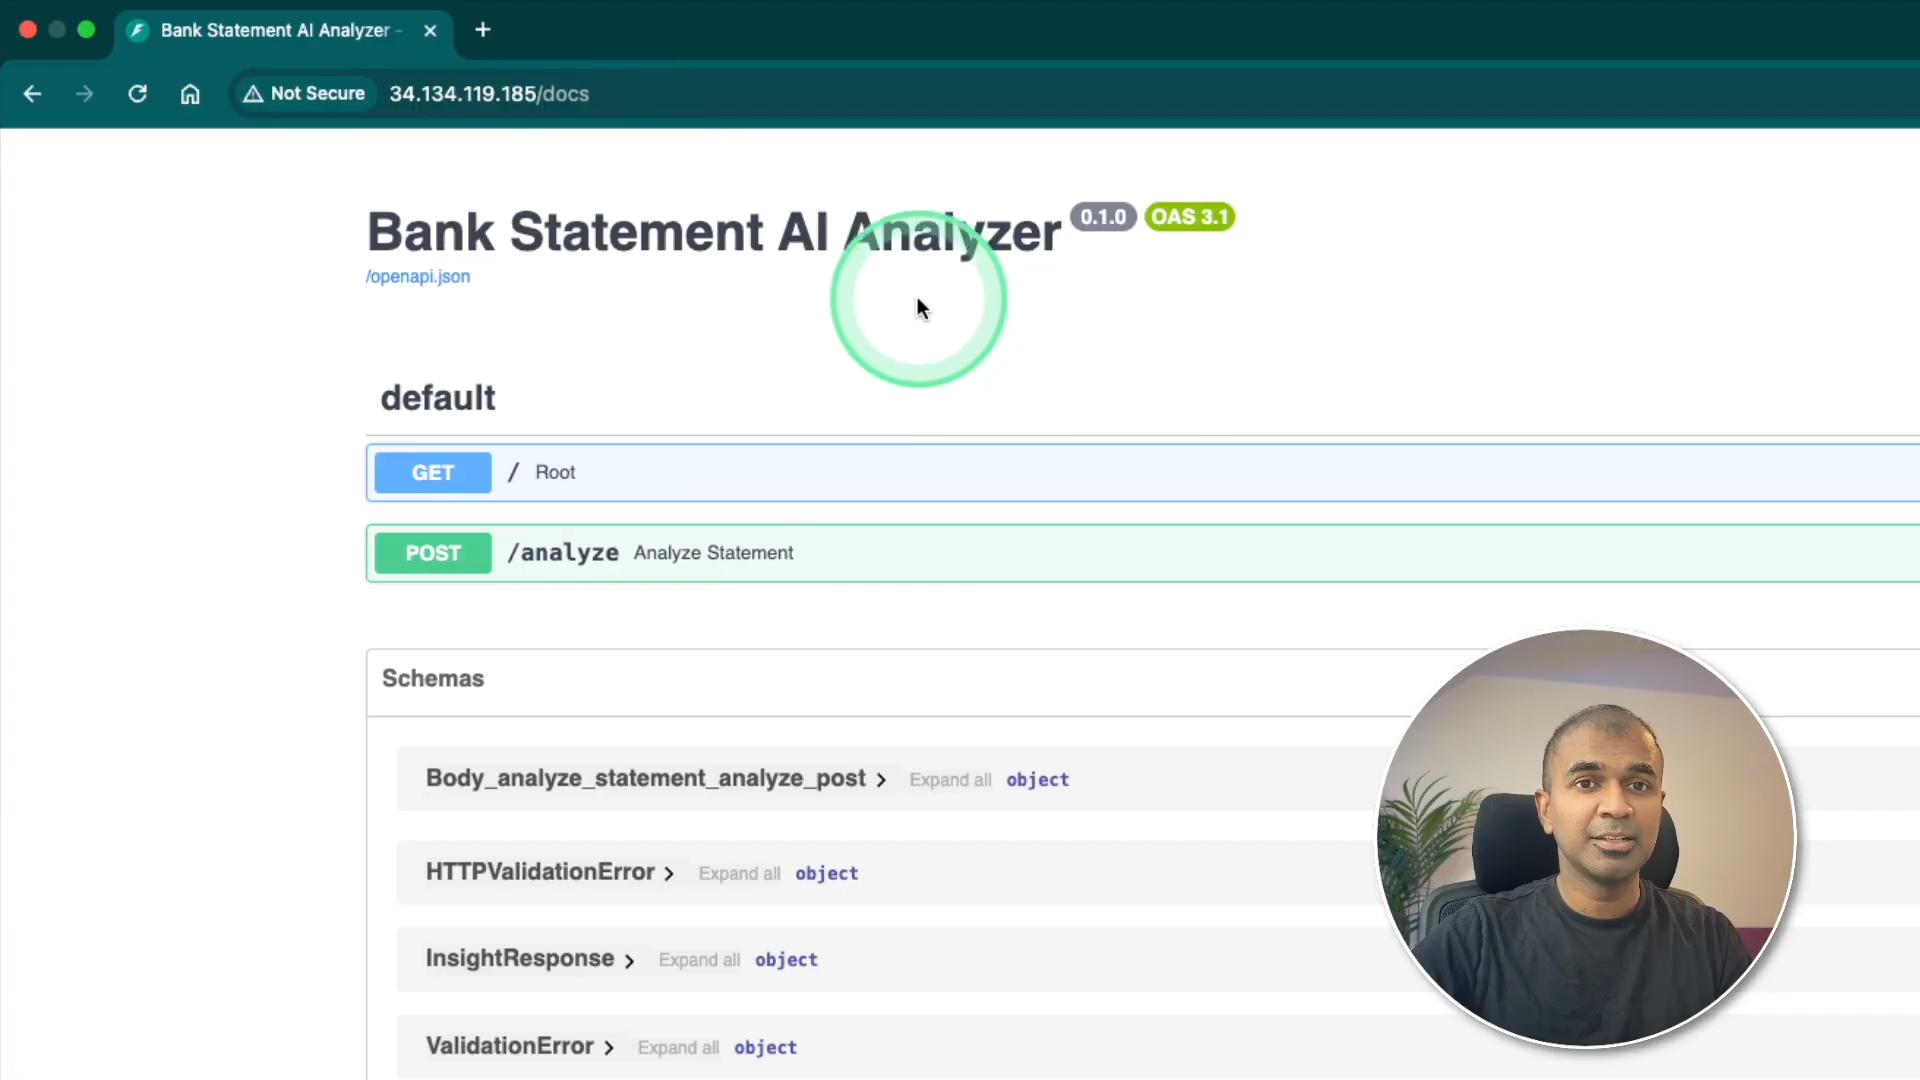 Bank Statement AI Analyzer -
Not Secure 34.134.119.185/docs
Bank Statement AI Analyzer 0.1.0 OAS 3.1
/openapi.json
default
GET / Root
POST /analyze Analyze Statement
Schemas
Body_analyze_statement_analyze_post Expand all object
HTTPValidationError Expand all object
InsightResponse Expand all object
ValidationError Expand all object